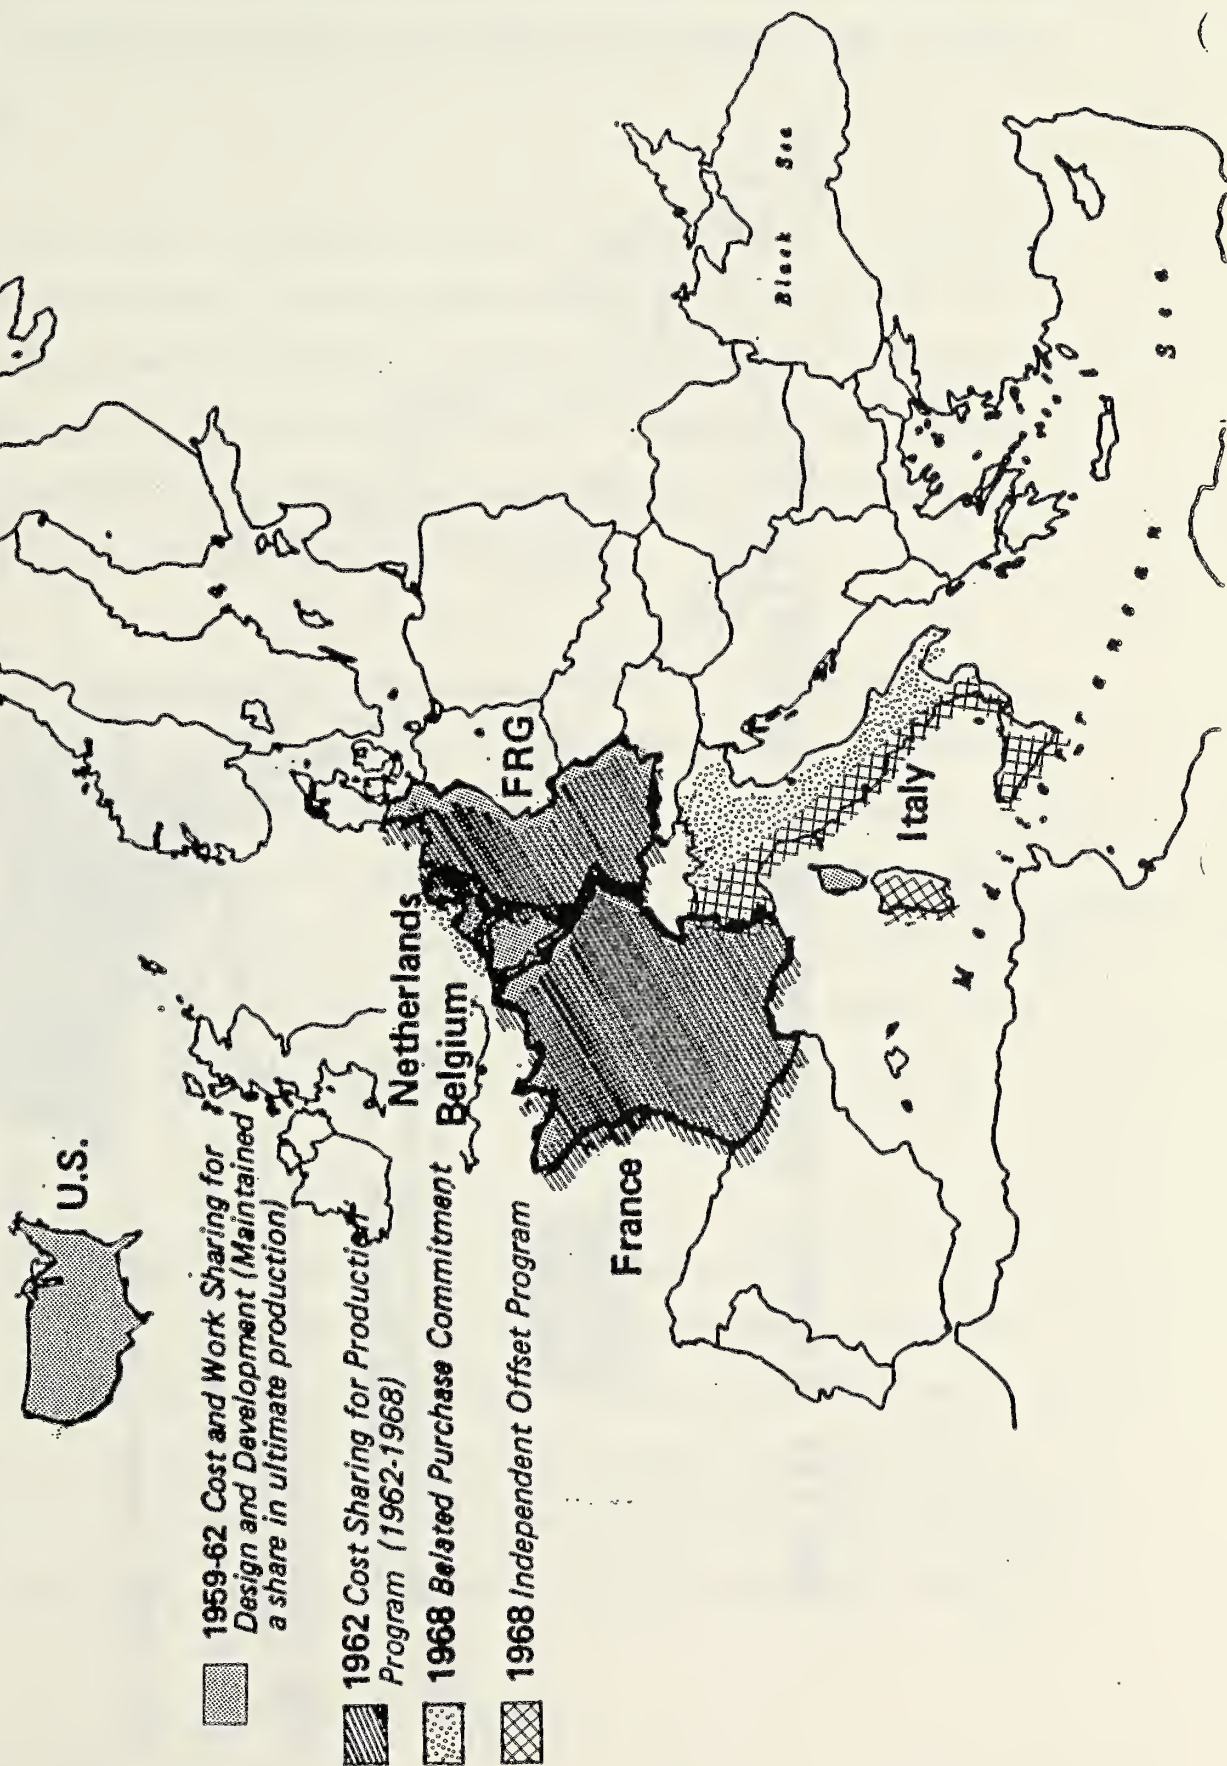 U.S.
1959-62 Cost and Work Sharing for
Design and Development (Maintained
a share in ultimate production)
1962 Cost Sharing for Production
Program (1962-1968)
1968 Belated Purchase Commitment
1968 Independent Offset Program
Netherlands
Belgium
France
FRG
Italy
Black Sea
M e d i t e r r a n e a n S e a